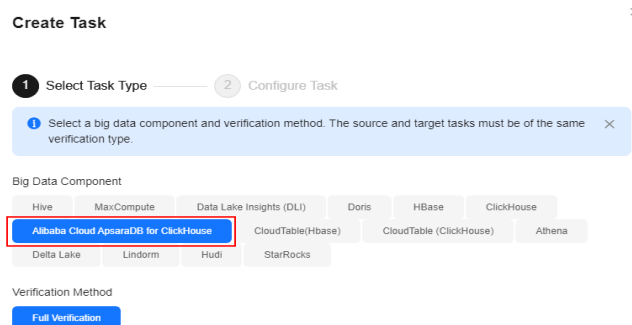 Create Task
1 Select Task Type 2 Configure Task
Select a big data component and verification method. The source and target tasks must be of the same
verification type.
Big Data Component
Hive MaxCompute Data Lake Insights (DLI) Doris HBase ClickHouse
Alibaba Cloud ApsaraDB for ClickHouse CloudTable(Hbase) CloudTable (ClickHouse) Athena
Delta Lake Lindorm Hudi StarRocks
Verification Method
Full Verification